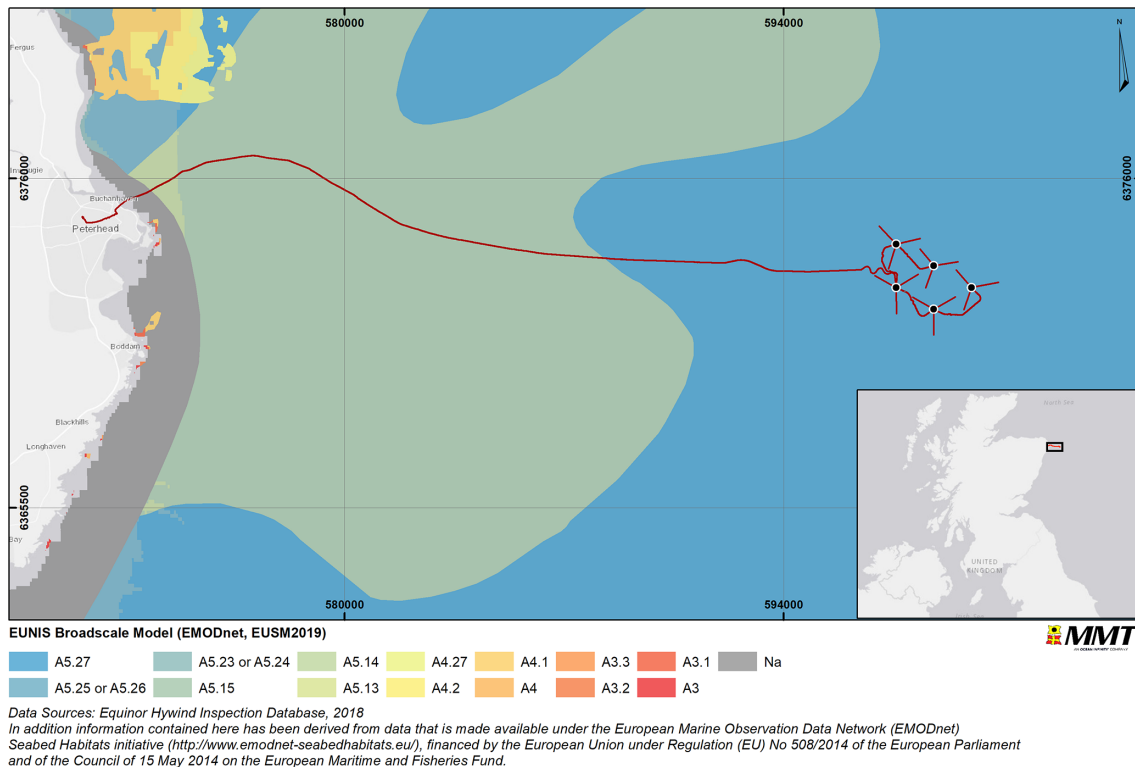 580000
594000
N
Fergus
6376000
6376000
Buchanhaven
Peterhead
Boddam
Blackhills
Longhaven
North Sea
6365500
6365500
Bay
UNITED
KINGDOM
580000
594000
EUNIS Broadscale Model (EMODnet, EUSM2019)
MMT
AN OCEAN INFINITY COMPANY
A5.27 A5.23 or A5.24 A5.14 A4.27 A4.1 A3.3 A3.1 Na
A5.25 or A5.26 A5.15 A5.13 A4.2 A4 A3.2 A3
Data Sources: Equinor Hywind Inspection Database, 2018
In addition information contained here has been derived from data that is made available under the European Marine Observation Data Network (EMODnet)
Seabed Habitats initiative (http://www.emodnet-seabedhabitats.eu/), financed by the European Union under Regulation (EU) No 508/2014 of the European Parliament
and of the Council of 15 May 2014 on the European Maritime and Fisheries Fund.